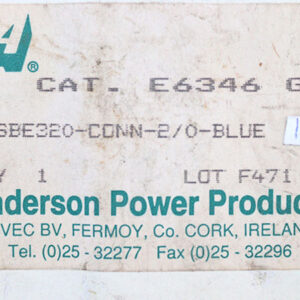 ®
CAT. E6346 G
SBE320-CONN-2/0-BLUE
Y 1 LOT F471
nderson Power Produc
VEC BV, FERMOY, Co. CORK, IRELAN
Tel. (0)25 - 32277 Fax (0)25 - 32296